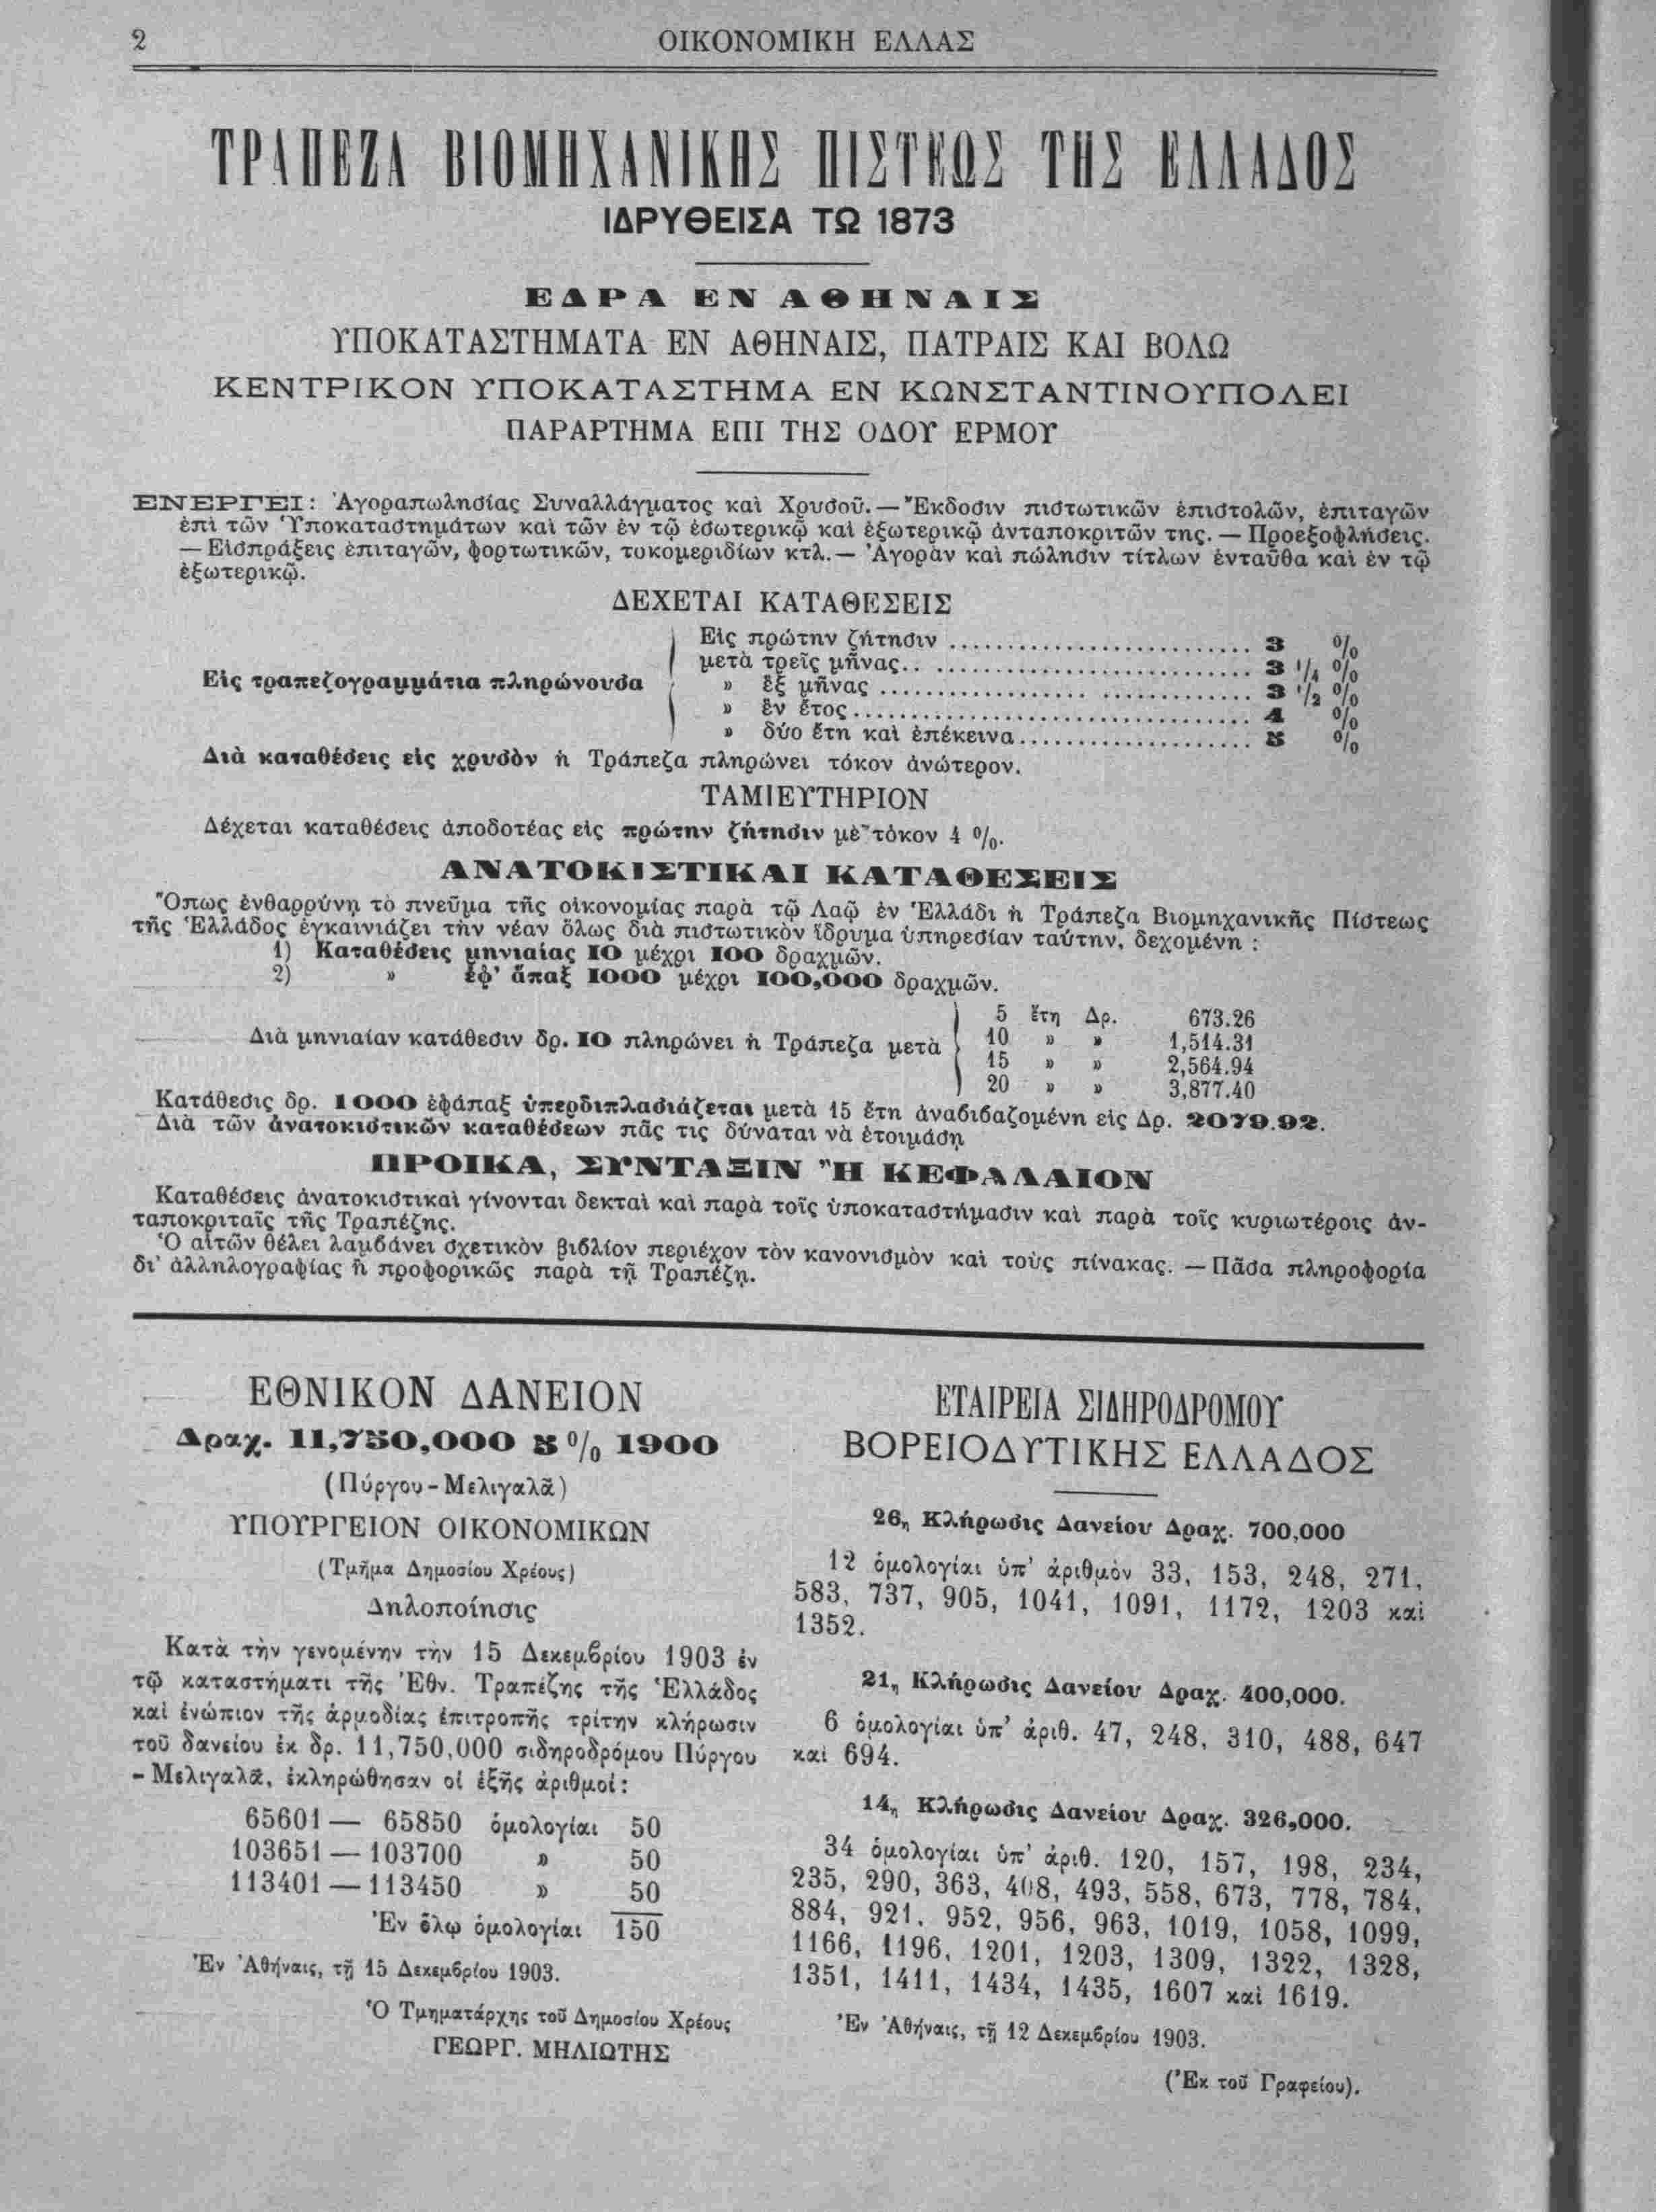 2
ΟΙΚΟΝΟΜΙΚΗ ΕΛΛΑΣ
ΤΡΑΠΕΖΑ ΒΙΟΜΗΧΑΝΙΚΗΣ ΠΙΣΤΕΩΣ ΤΗΣ ΕΛΛΑΔΟΣ
ΙΔΡΥΘΕΙΣΑ ΤΩ 1873
ΕΔΡΑ ΕΝ ΑΘΗΝΑΙΣ
ΥΠΟΚΑΤΑΣΤΗΜΑΤΑ ΕΝ ΑΘΗΝΑΙΣ, ΠΑΤΡΑΙΣ ΚΑΙ ΒΟΛΩ
ΚΕΝΤΡΙΚΟΝ ΥΠΟΚΑΤΑΣΤΗΜΑ ΕΝ ΚΩΝΣΤΑΝΤΙΝΟΥΠΟΛΕΙ
ΠΑΡΑΡΤΗΜΑ ΕΠΙ ΤΗΣ ΟΔΟΥ ΕΡΜΟΥ
ΕΝΕΡΓΕΙ: Ἀγοραπωλησίας Συναλλάγματος καὶ Χρυσοῦ.—Ἔκδοσιν πιστωτικῶν ἐπιστολῶν, ἐπιταγῶν
ἐπὶ τῶν Ὑποκαταστημάτων καὶ τῶν ἐν τῷ ἐσωτερικῷ καὶ ἐξωτερικῷ ἀνταποκριτῶν της.—Προεξοφλήσεις.
—Εἰσπράξεις ἐπιταγῶν, φορτωτικῶν, τοκομεριδίων κτλ.— Ἀγορὰν καὶ πώλησιν τίτλων ἐνταῦθα καὶ ἐν τῷ
ἐξωτερικῷ.
ΔΕΧΕΤΑΙ ΚΑΤΑΘΕΣΕΙΣ
Εἰς τραπεζογραμμάτια πληρώνουσα
Εἰς πρώτην ζήτησιν .......... 3 %
μετὰ τρεῖς μῆνας.. .......... 3 1/4 %
» ἓξ μῆνας .......... 3 1/2 %
» ἓν ἔτος.......... 4 %
» δύο ἔτη καὶ ἐπέκεινα.......... 5 %
Διὰ καταθέσεις εἰς χρυσὸν ἡ Τράπεζα πληρώνει τόκον ἀνώτερον.
ΤΑΜΙΕΥΤΗΡΙΟΝ
Δέχεται καταθέσεις ἀποδοτέας εἰς πρώτην ζήτησιν μὲ τόκον 4 %.
ΑΝΑΤΟΚΙΣΤΙΚΑΙ ΚΑΤΑΘΕΣΕΙΣ
Ὅπως ἐνθαρρύνῃ τὸ πνεῦμα τῆς οἰκονομίας παρὰ τῷ Λαῷ ἐν Ἑλλάδι ἡ Τράπεζα Βιομηχανικῆς Πίστεως
τῆς Ἑλλάδος ἐγκαινιάζει τὴν νέαν ὅλως διὰ πιστωτικὸν ἵδρυμα ὑπηρεσίαν ταύτην, δεχομένη :
1) Καταθέσεις μηνιαίας 10 μέχρι 100 δραχμῶν.
2) » ἐφ' ἅπαξ 1000 μέχρι 100,000 δραχμῶν.
Διὰ μηνιαίαν κατάθεσιν δρ. 10 πληρώνει ἡ Τράπεζα μετὰ
5 ἔτη Δρ. 673.26
10 » » 1,514.31
15 » » 2,564.94
20 » » 3,877.40
Κατάθεσις δρ. 1000 ἐφάπαξ ὑπερδιπλασιάζεται μετὰ 15 ἔτη ἀναβιβαζομένη εἰς Δρ. 2079.92.
Διὰ τῶν ἀνατοκιστικῶν καταθέσεων πᾶς τις δύναται νὰ ἑτοιμάσῃ
ΠΡΟΙΚΑ, ΣΥΝΤΑΞΙΝ Ἢ ΚΕΦΑΛΑΙΟΝ
Καταθέσεις ἀνατοκιστικαὶ γίνονται δεκταὶ καὶ παρὰ τοῖς ὑποκαταστήμασιν καὶ παρὰ τοῖς κυριωτέροις ἀν-
ταποκριταῖς τῆς Τραπέζης.
Ὁ αἰτῶν θέλει λαμβάνει σχετικὸν βιβλίον περιέχον τὸν κανονισμὸν καὶ τοὺς πίνακας. —Πᾶσα πληροφορία
δι' ἀλληλογραφίας ἢ προφορικῶς παρὰ τῇ Τραπέζῃ.
ΕΘΝΙΚΟΝ ΔΑΝΕΙΟΝ
Δραχ. 11,750,000 5 % 1900
(Πύργου-Μελιγαλᾶ)
ΥΠΟΥΡΓΕΙΟΝ ΟΙΚΟΝΟΜΙΚΩΝ
(Τμῆμα Δημοσίου Χρέους)
Δηλοποίησις
Κατὰ τὴν γενομένην τὴν 15 Δεκεμβρίου 1903 ἐν
τῷ καταστήματι τῆς Ἐθν. Τραπέζης τῆς Ἑλλάδος
καὶ ἐνώπιον τῆς ἁρμοδίας ἐπιτροπῆς τρίτην κλήρωσιν
τοῦ δανείου ἐκ δρ. 11,750,000 σιδηροδρόμου Πύργου
-Μελιγαλᾶ, ἐκληρώθησαν οἱ ἑξῆς ἀριθμοί:
65601— 65850 ὁμολογίαι 50
103651—103700 » 50
113401—113450 » 50
Ἐν ὅλῳ ὁμολογίαι 150
Ἐν Ἀθήναις, τῇ 15 Δεκεμβρίου 1903.
Ὁ Τμηματάρχης τοῦ Δημοσίου Χρέους
ΓΕΩΡΓ. ΜΗΛΙΩΤΗΣ
ΕΤΑΙΡΕΙΑ ΣΙΔΗΡΟΔΡΟΜΟΥ
ΒΟΡΕΙΟΔΥΤΙΚΗΣ ΕΛΛΑΔΟΣ
26η Κλήρωσις Δανείου Δραχ. 700,000
12 ὁμολογίαι ὑπ' ἀριθμὸν 33, 153, 248, 271,
583, 737, 905, 1041, 1091, 1172, 1203 καὶ
1352.
21η Κλήρωσις Δανείου Δραχ. 400,000.
6 ὁμολογίαι ὑπ' ἀριθ. 47, 248, 310, 488, 647
καὶ 694.
14η Κλήρωσις Δανείου Δραχ. 326,000.
34 ὁμολογίαι ὑπ' ἀριθ. 120, 157, 198, 234,
235, 290, 363, 408, 493, 558, 673, 778, 784,
884, 921, 952, 956, 963, 1019, 1058, 1099,
1166, 1196, 1201, 1203, 1309, 1322, 1328,
1351, 1411, 1434, 1435, 1607 καὶ 1619.
Ἐν Ἀθήναις, τῇ 12 Δεκεμβρίου 1903.
(Ἐκ τοῦ Γραφείου).